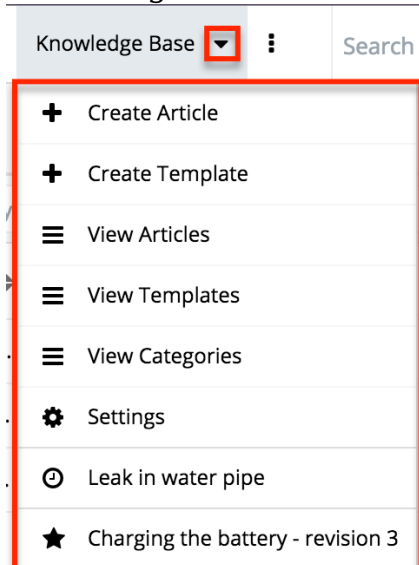 Knowledge Base
Search
Create Article
Create Template
View Articles
View Templates
View Categories
Settings
Leak in water pipe
Charging the battery - revision 3